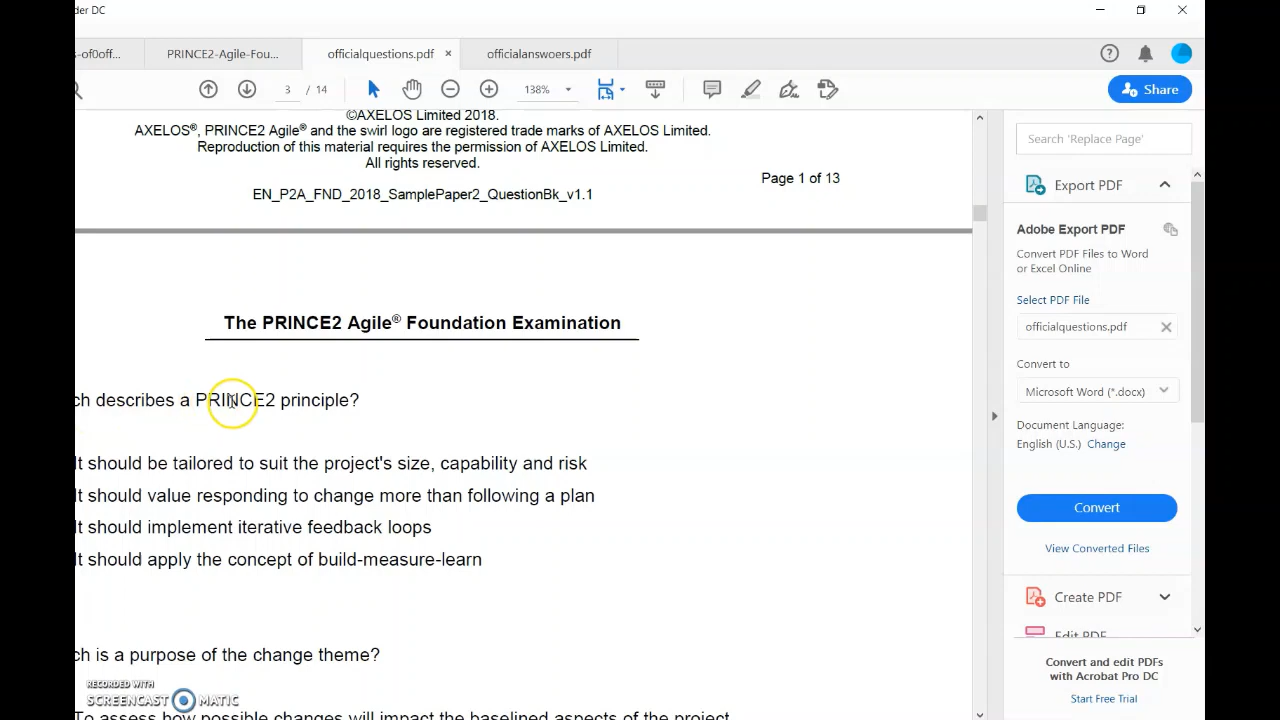 der DC
s-of0off...
PRINCE2-Agile-Fou...
officialquestions.pdf
officialanswoers.pdf
3 / 14
138%
Share
©AXELOS Limited 2018.
AXELOS®, PRINCE2 Agile® and the swirl logo are registered trade marks of AXELOS Limited.
Reproduction of this material requires the permission of AXELOS Limited.
All rights reserved.
Page 1 of 13
EN_P2A_FND_2018_SamplePaper2_QuestionBk_v1.1
The PRINCE2 Agile® Foundation Examination
ch describes a PRINCE2 principle?
It should be tailored to suit the project's size, capability and risk
It should value responding to change more than following a plan
It should implement iterative feedback loops
It should apply the concept of build-measure-learn
ch is a purpose of the change theme?
To assess how possible changes will impact the baselined aspects of the project
RECORDED WITH
SCREENCAST MATIC
Search 'Replace Page'
Export PDF
Adobe Export PDF
Convert PDF Files to Word
or Excel Online
Select PDF File
officialquestions.pdf
Convert to
Microsoft Word (*.docx)
Document Language:
English (U.S.) Change
Convert
View Converted Files
Create PDF
Edit PDF
Convert and edit PDFs
with Acrobat Pro DC
Start Free Trial